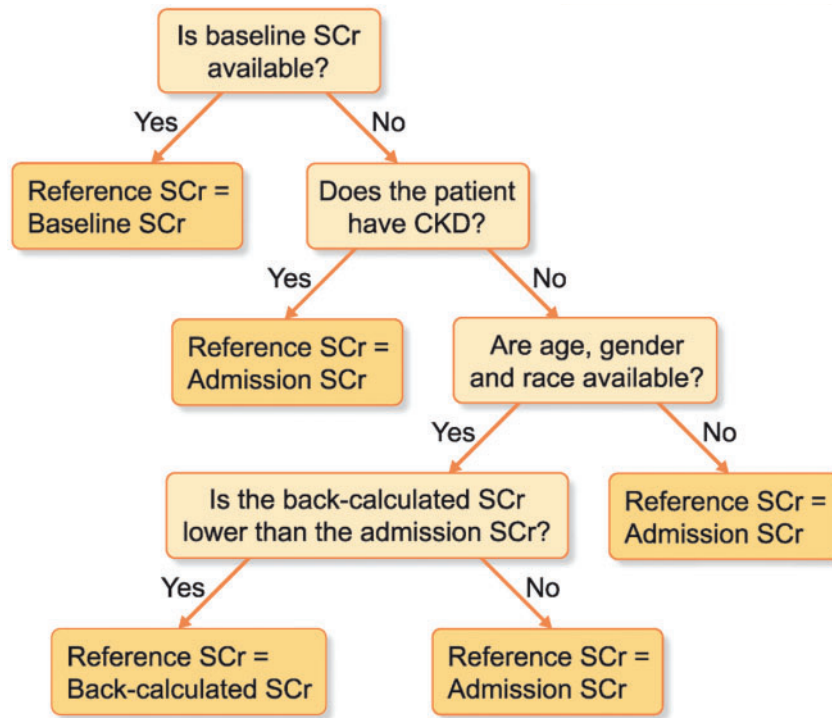 Is baseline SCr
available?
Yes
No
Reference SCr =
Baseline SCr
Does the patient
have CKD?
Yes
No
Reference SCr =
Admission SCr
Are age, gender
and race available?
Yes
No
Is the back-calculated SCr
lower than the admission SCr?
Reference SCr =
Admission SCr
Yes
No
Reference SCr =
Back-calculated SCr
Reference SCr =
Admission SCr